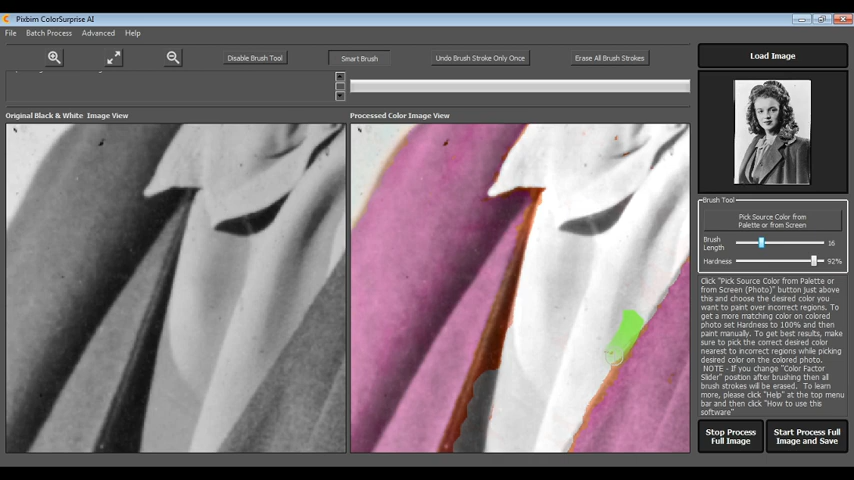 Pixbim ColorSurprise AI
File Batch Process Advanced Help
Disable Brush Tool
Smart Brush
Undo Brush Stroke Only Once
Erase All Brush Strokes
Load Image
Original Black & White Image View
Processed Color Image View
Brush Tool
Pick Source Color from
Palette or from Screen
Brush
Length
16
Hardness
92%
Click "Pick Source Color from Palette or
from Screen (Photo)" button just above
this and choose the desired color you
want to paint over incorrect regions. To
get a more matching color on colored
photo set Hardness to 100% and then
paint manually. To get best results, make
sure to pick the correct desired color
nearest to incorrect regions while picking
desired color on the colored photo.
NOTE - If you change "Color Factor
Slider" position after brushing then all
brush strokes will be erased. To learn
more, please click "Help" at the top menu
bar and then click "How to use this
software"
Stop Process
Full Image
Start Process Full
Image and Save